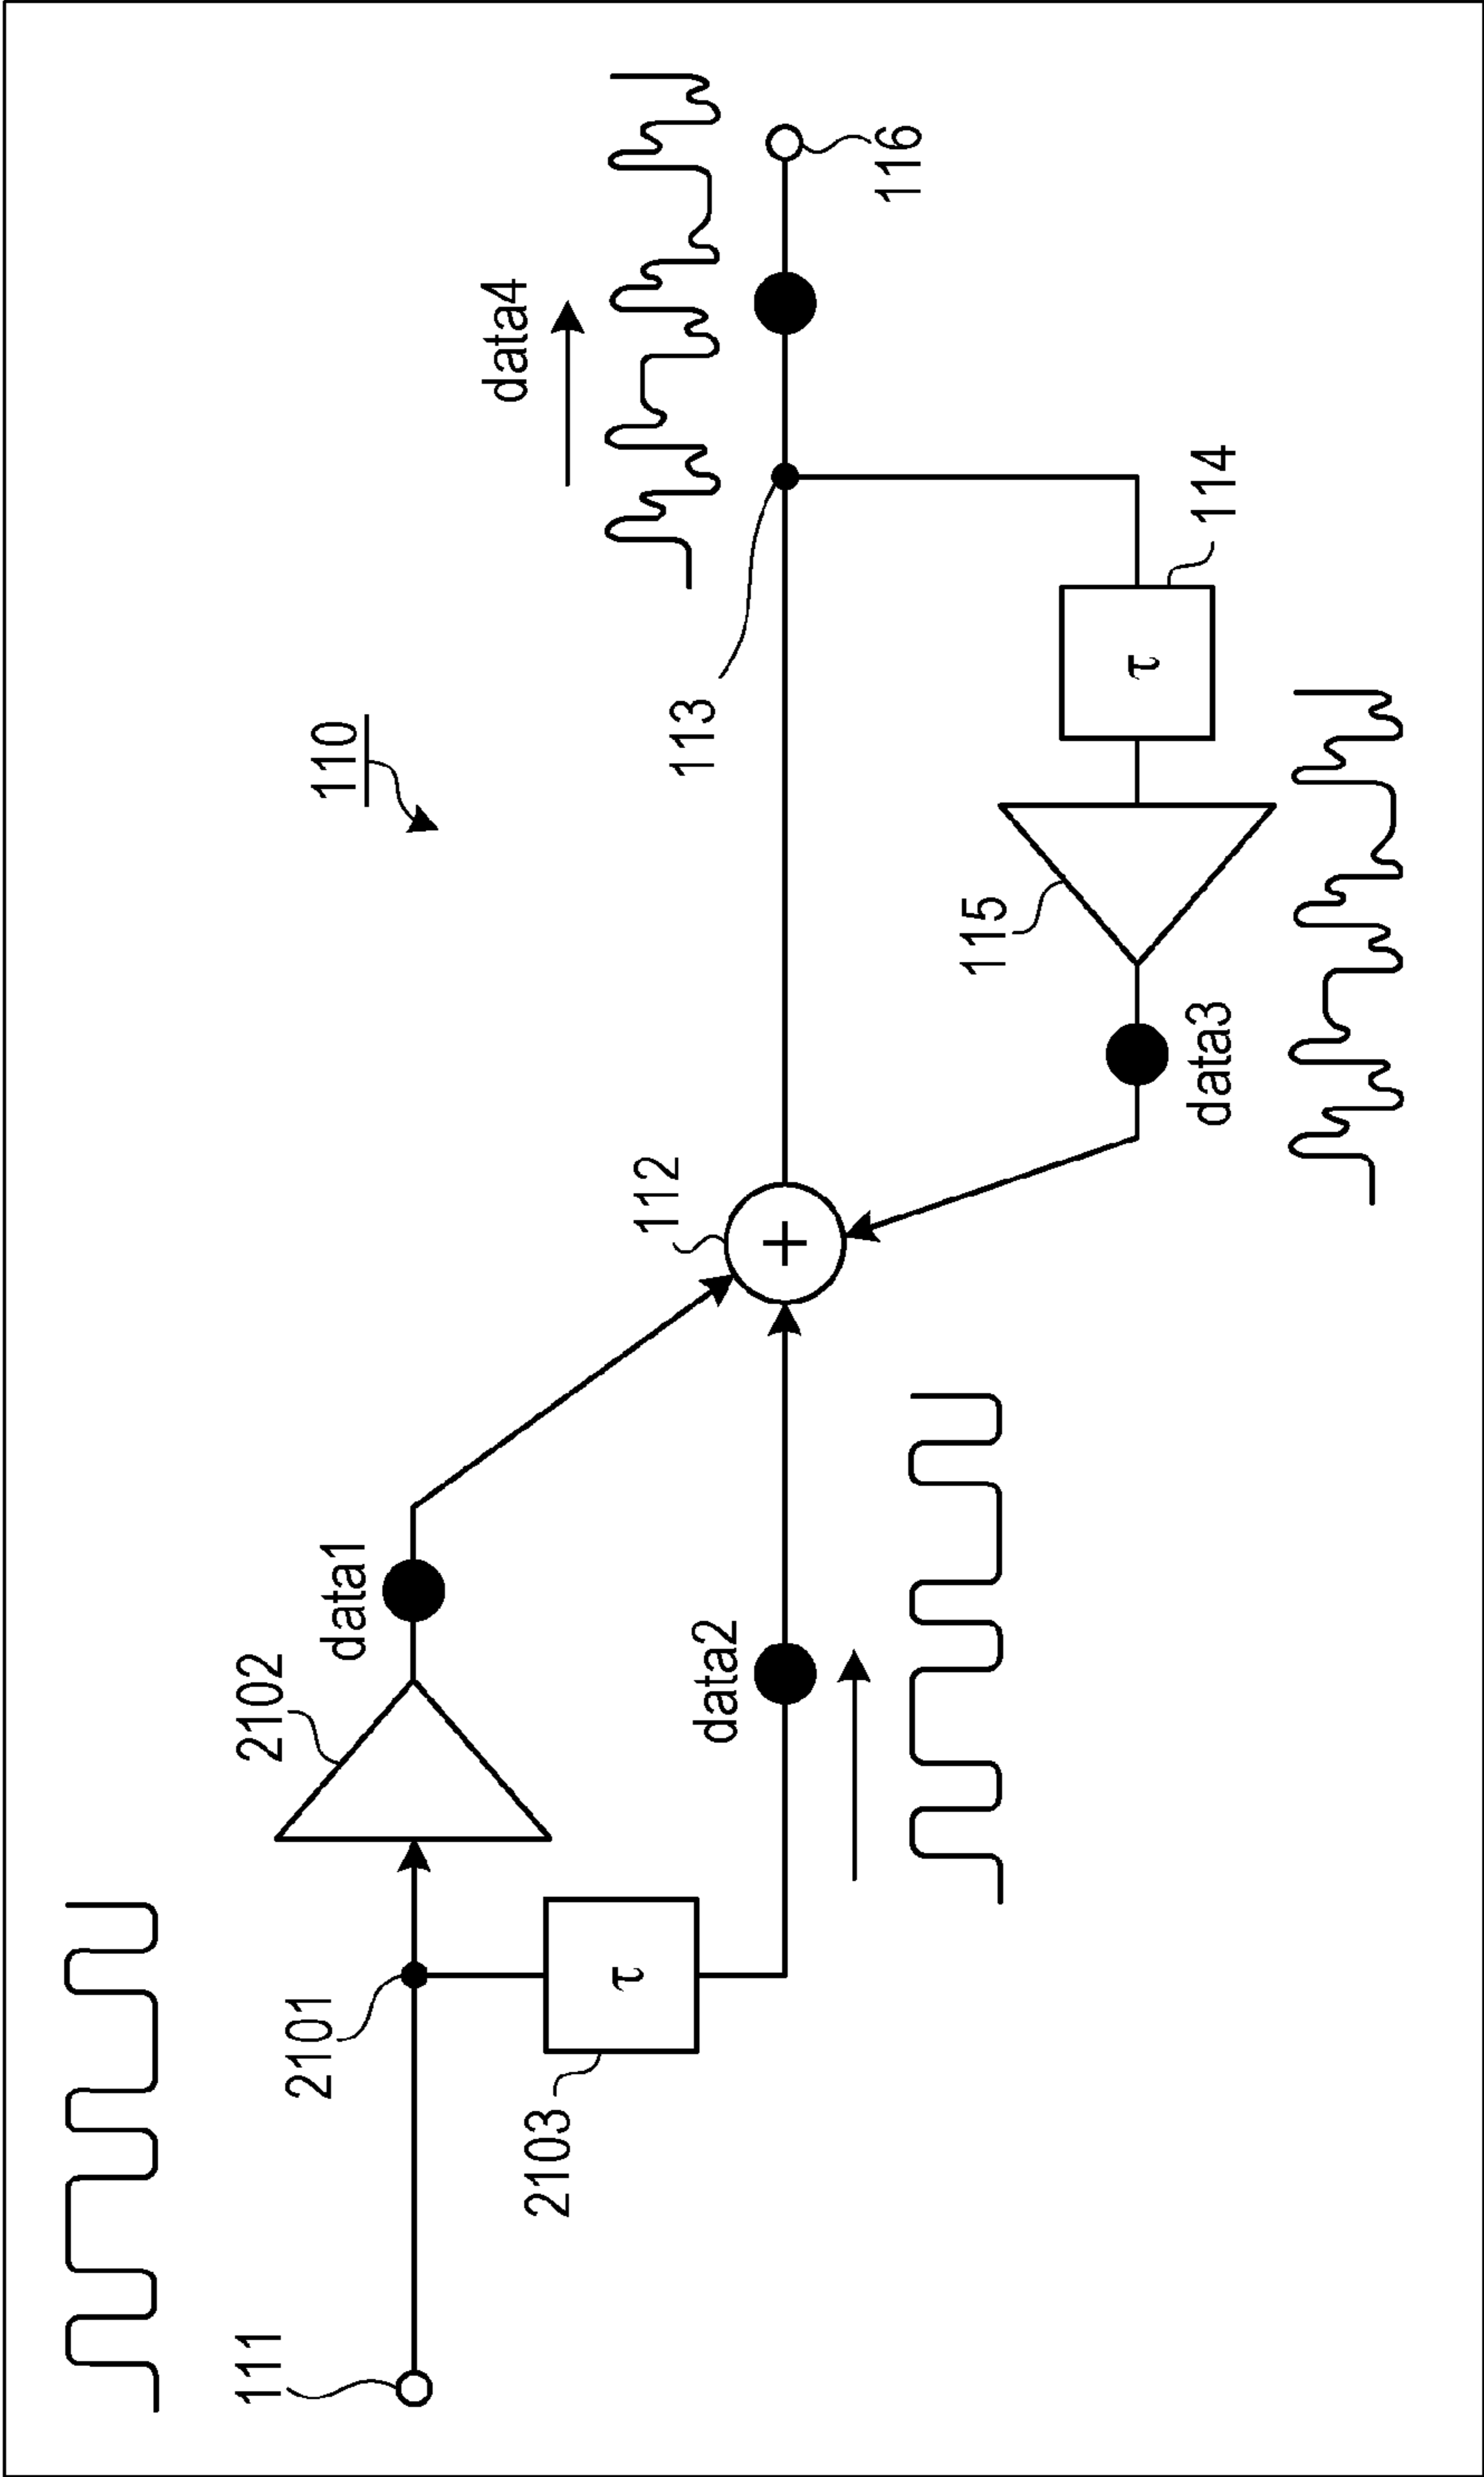 110
111
2101
2102
data1
2103
τ
data2
112
+
113
data4
116
114
τ
115
data3